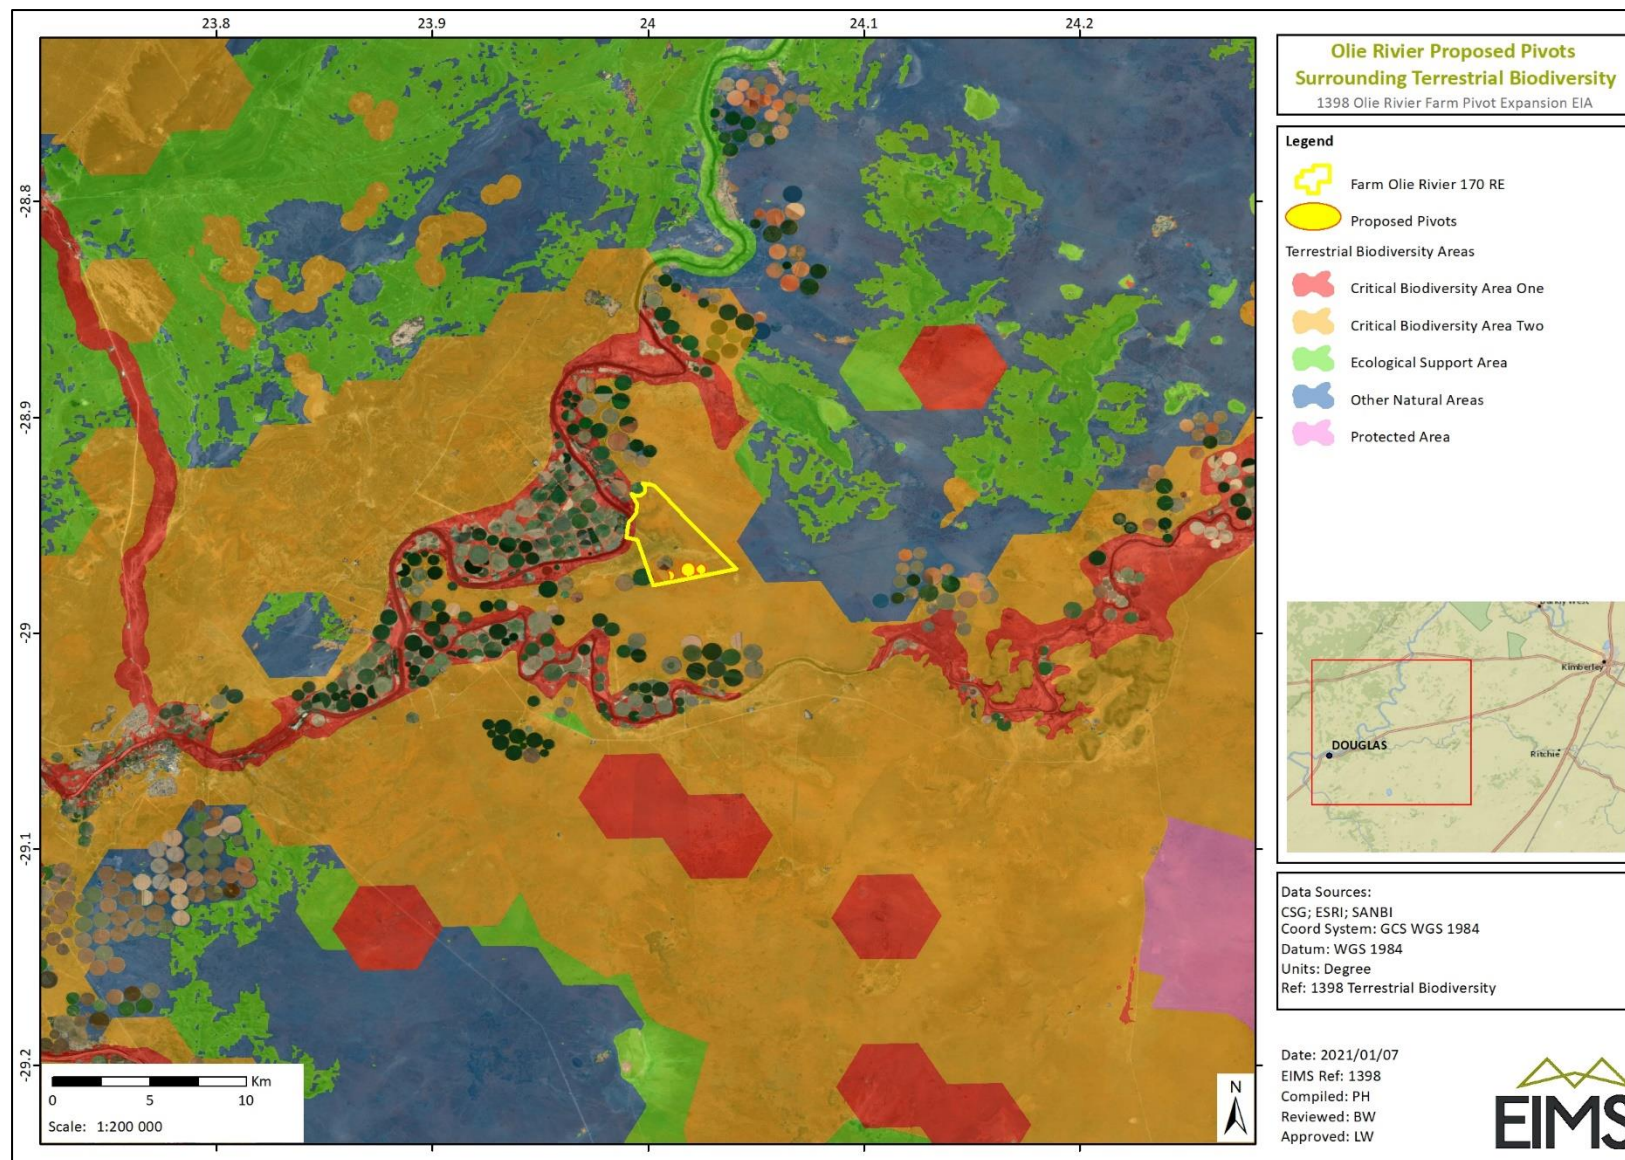 23.8
23.9
24
24.1
24.2
-28.8
-28.9
-29
-29.1
-29.2
Km
0 5 10
Scale: 1:200 000
N
Olie Rivier Proposed Pivots
Surrounding Terrestrial Biodiversity
1398 Olie Rivier Farm Pivot Expansion EIA
Legend
Farm Olie Rivier 170 RE
Proposed Pivots
Terrestrial Biodiversity Areas
Critical Biodiversity Area One
Critical Biodiversity Area Two
Ecological Support Area
Other Natural Areas
Protected Area
Kimberley
DOUGLAS
Ritchie
Data Sources:
CSG; ESRI; SANBI
Coord System: GCS WGS 1984
Datum: WGS 1984
Units: Degree
Ref: 1398 Terrestrial Biodiversity
Date: 2021/01/07
EIMS Ref: 1398
Compiled: PH
Reviewed: BW
Approved: LW
EIMS